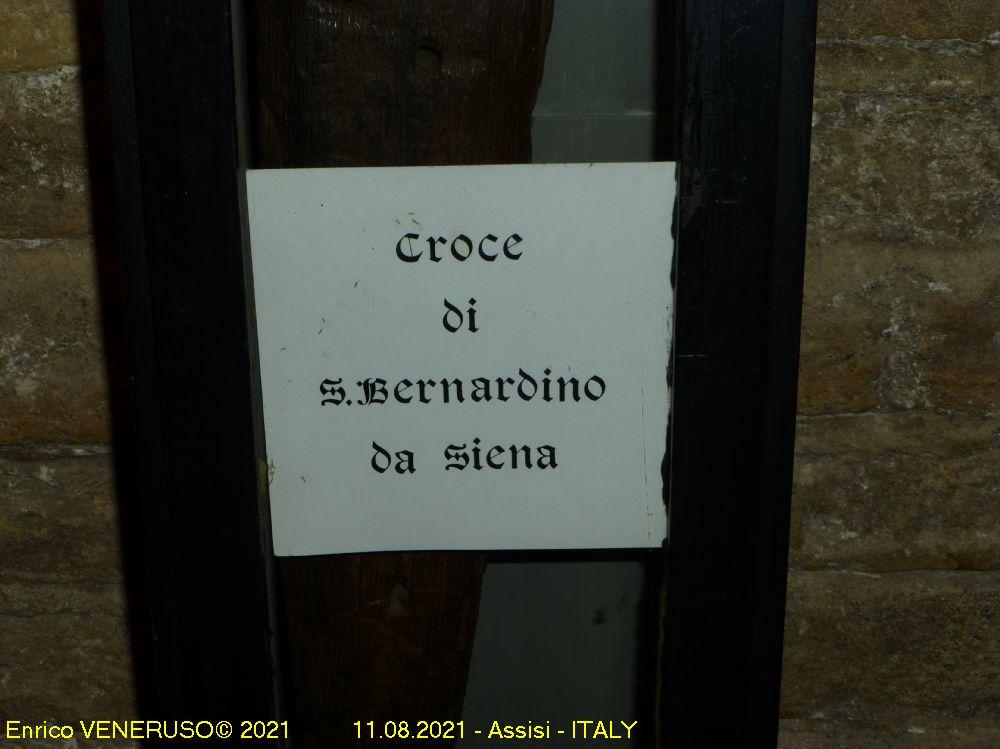 Croce
di
S.Bernardino
da Siena
Enrico VENERUSO© 2021 11.08.2021 - Assisi - ITALY